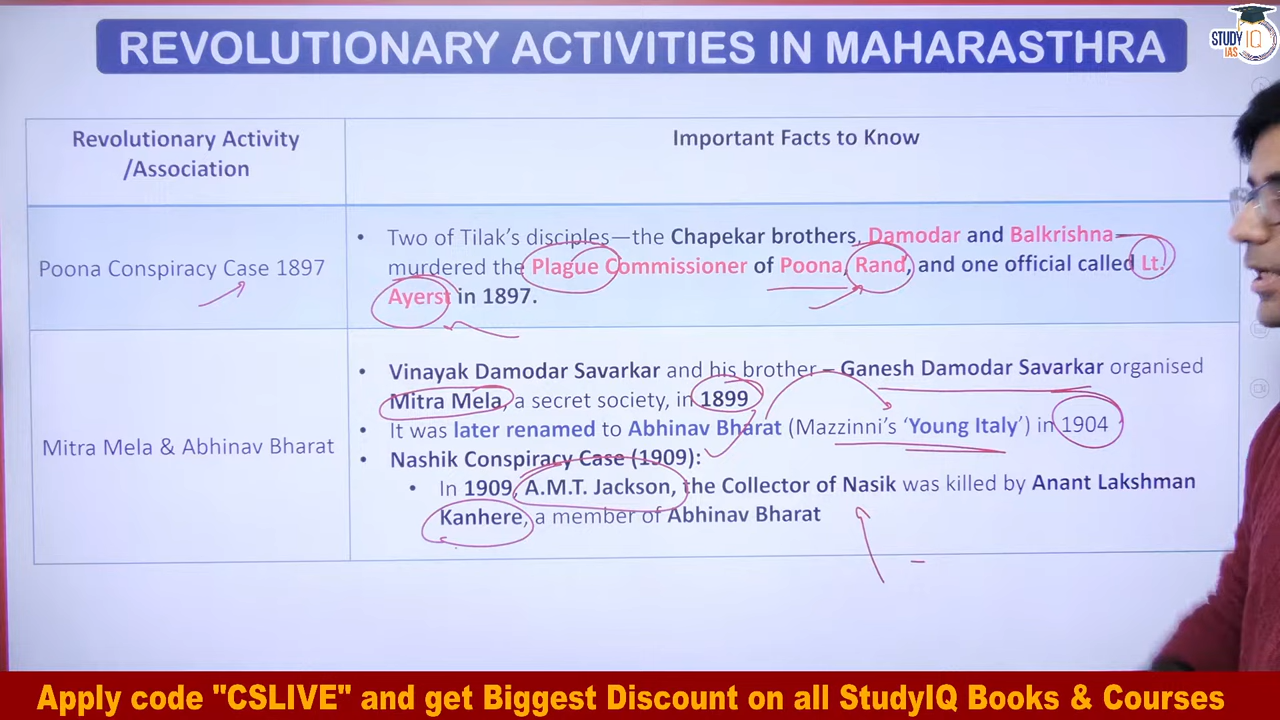 REVOLUTIONARY ACTIVITIES IN MAHARASTHRA
STUDY IQ
IAS
Revolutionary Activity
/Association
Important Facts to Know
Poona Conspiracy Case 1897
• Two of Tilak's disciples—the Chapekar brothers, Damodar and Balkrishna—
murdered the Plague Commissioner of Poona, Rand, and one official called Lt.
Ayerst in 1897.
Mitra Mela & Abhinav Bharat
• Vinayak Damodar Savarkar and his brother – Ganesh Damodar Savarkar organised
Mitra Mela, a secret society, in 1899
• It was later renamed to Abhinav Bharat (Mazzinni's 'Young Italy') in 1904
• Nashik Conspiracy Case (1909):
• In 1909, A.M.T. Jackson, the Collector of Nasik was killed by Anant Lakshman
Kanhere, a member of Abhinav Bharat
Apply code "CSLIVE" and get Biggest Discount on all StudyIQ Books & Courses